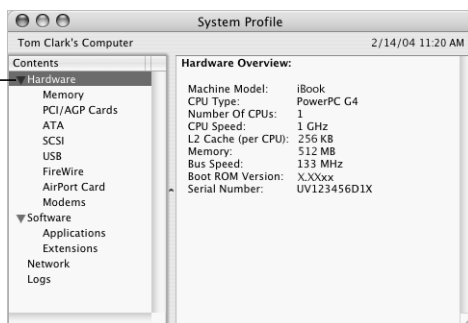 System Profile
Tom Clark's Computer 2/14/04 11:20 AM
Contents
Hardware
Memory
PCI/AGP Cards
ATA
SCSI
USB
FireWire
AirPort Card
Modems
Software
Applications
Extensions
Network
Logs
Hardware Overview:
Machine Model: iBook
CPU Type: PowerPC G4
Number Of CPUs: 1
CPU Speed: 1 GHz
L2 Cache (per CPU): 256 KB
Memory: 512 MB
Bus Speed: 133 MHz
Boot ROM Version: X.XXxx
Serial Number: UV123456D1X